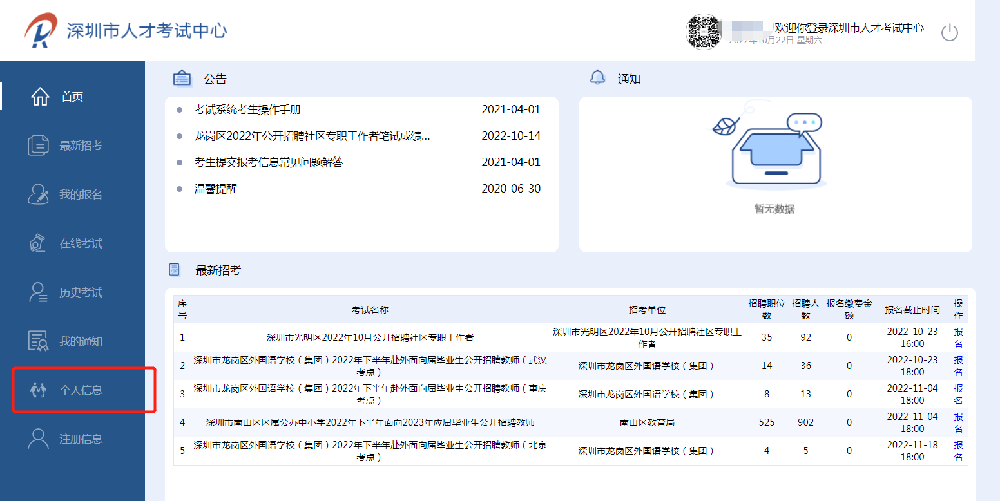 深圳市人才考试中心
欢迎你登录深圳市人才考试中心
2022年10月22日 星期六
首页
最新招考
我的报名
在线考试
历史考试
我的通知
个人信息
注册信息
公告
考试系统考生操作手册 2021-04-01
龙岗区2022年公开招聘社区专职工作者笔试成绩... 2022-10-14
考生提交报考信息常见问题解答 2021-04-01
温馨提醒 2020-06-30
通知
暂无数据
最新招考
序号 考试名称 招考单位 招聘职位数 招聘人数 报名缴费金额 报名截止时间 操作
1 深圳市光明区2022年10月公开招聘社区专职工作者 深圳市光明区2022年10月公开招聘社区专职工作者 35 92 0 2022-10-23 16:00 报名
2 深圳市龙岗区外国语学校（集团）2022年下半年赴外面向届毕业生公开招聘教师（武汉考点） 深圳市龙岗区外国语学校（集团） 14 36 0 2022-10-23 18:00 报名
3 深圳市龙岗区外国语学校（集团）2022年下半年赴外面向届毕业生公开招聘教师（重庆考点） 深圳市龙岗区外国语学校（集团） 8 13 0 2022-11-04 18:00 报名
4 深圳市南山区区属公办中小学2022年下半年面向2023年应届毕业生公开招聘教师 南山区教育局 525 902 0 2022-11-04 18:00 报名
5 深圳市龙岗区外国语学校（集团）2022年下半年赴外面向届毕业生公开招聘教师（北京考点） 深圳市龙岗区外国语学校（集团） 4 5 0 2022-11-18 18:00 报名